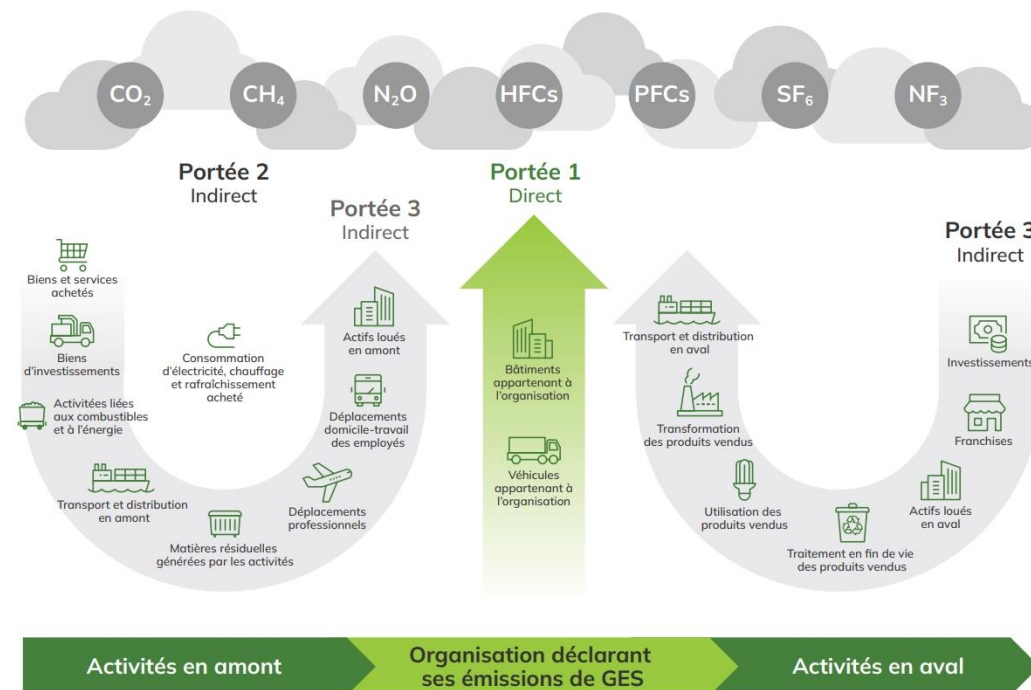 CO₂
CH₄
N₂O
HFCs
PFCs
SF₆
NF₃
Portée 2
Indirect
Portée 3
Indirect
Portée 1
Direct
Portée 3
Indirect
Biens et services
achetés
Biens
d'investissements
Activitées liées
aux combustibles
et à l'énergie
Transport et distribution
en amont
Matières résiduelles
générées par les activités
Déplacements
professionnels
Déplacements
domicile-travail
des employés
Actifs loués
en amont
Consommation
d'électricité, chauffage
et rafraîchissement
acheté
Bâtiments
appartenant à
l'organisation
Véhicules
appartenant à
l'organisation
Transport et distribution
en aval
Transformation
des produits vendus
Utilisation des
produits vendus
Traitement en fin de vie
des produits vendus
Actifs loués
en aval
Franchises
Investissements
Activités en amont
Organisation déclarant
ses émissions de GES
Activités en aval